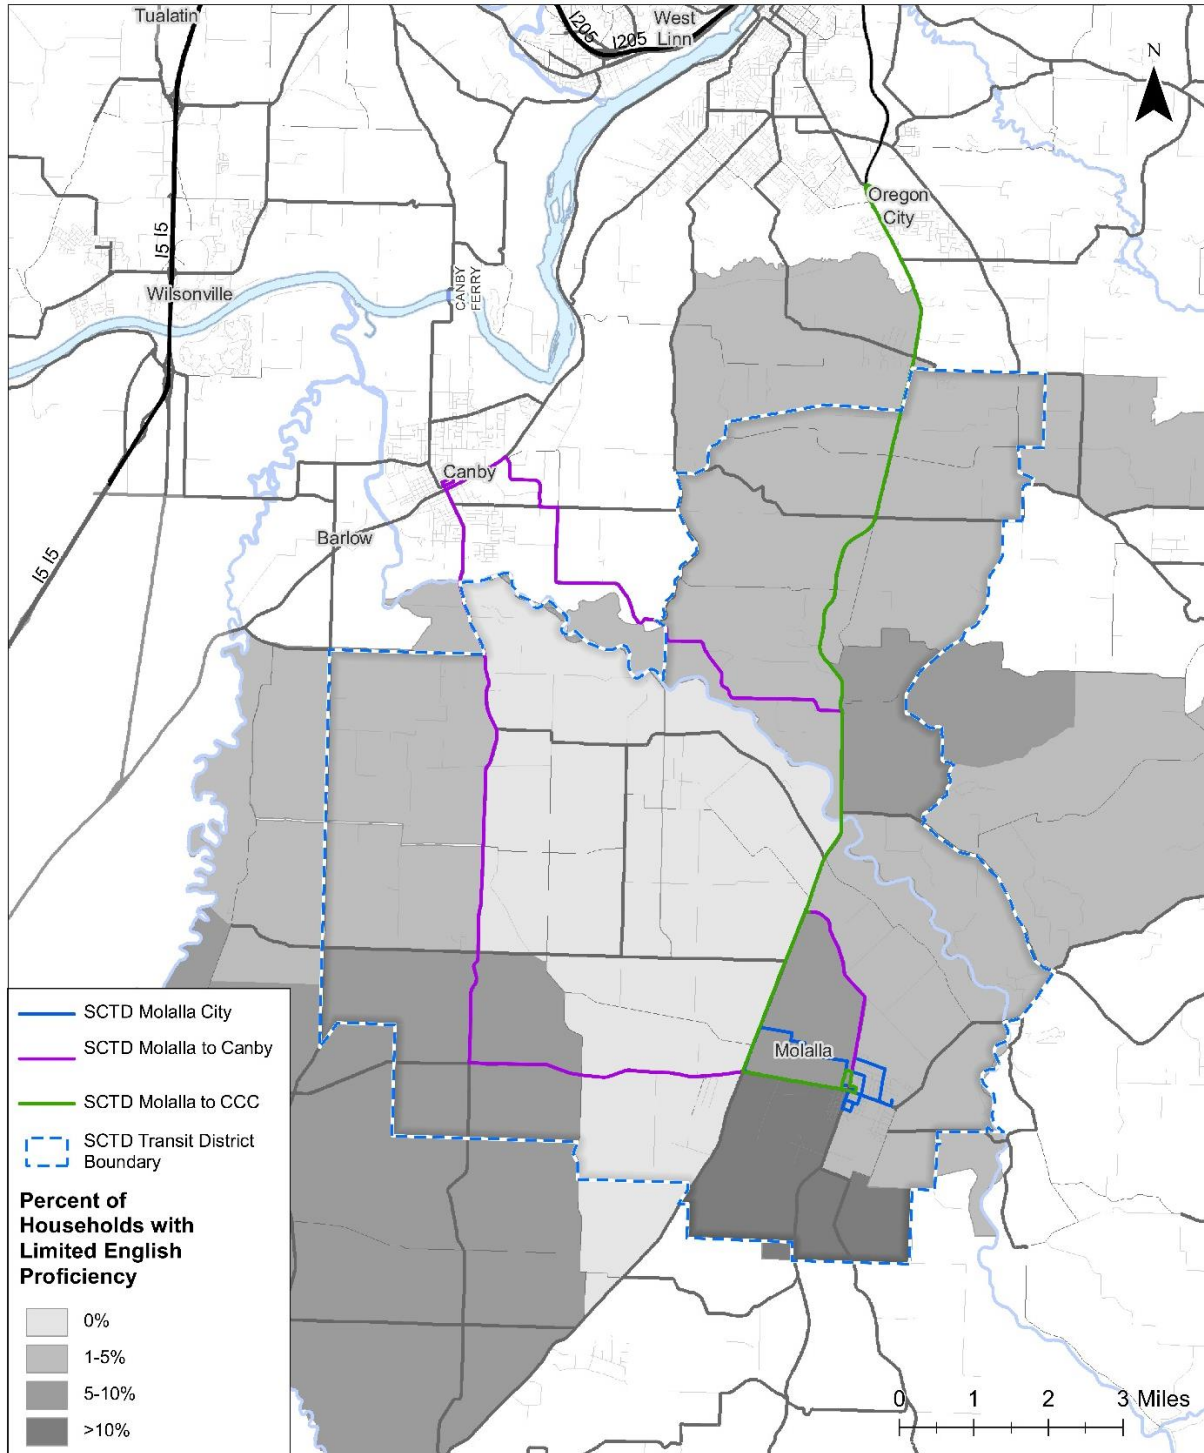 Tualatin
I205
I205
West
Linn
N
Oregon
City
I5 I5
Wilsonville
CANBY
FERRY
Canby
Barlow
I5 I5
Molalla
SCTD Molalla City
SCTD Molalla to Canby
SCTD Molalla to CCC
SCTD Transit District
Boundary
Percent of
Households with
Limited English
Proficiency
0%
1-5%
5-10%
>10%
0 1 2 3 Miles